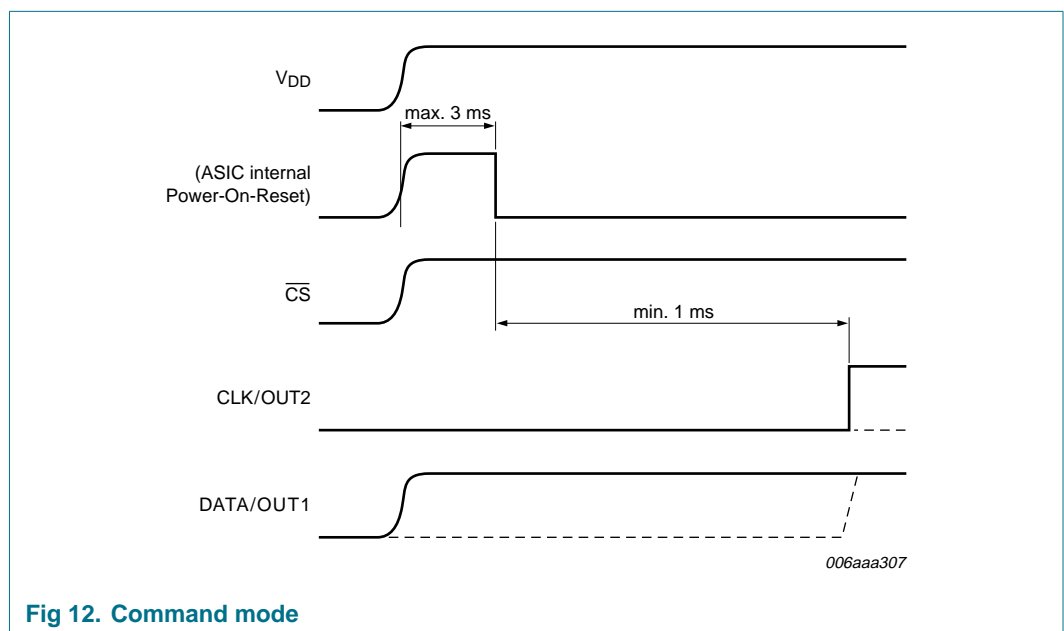 VDD
max. 3 ms
(ASIC internal
Power-On-Reset)
CS
min. 1 ms
CLK/OUT2
DATA/OUT1
006aaa307
Fig 12. Command mode